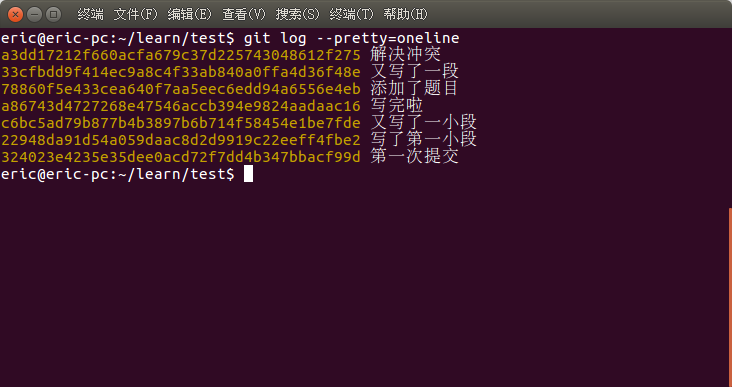 终端 文件(F) 编辑(E) 查看(V) 搜索(S) 终端(T) 帮助(H)
eric@eric-pc:~/learn/test$ git log --pretty=oneline
a3dd17212f660acfa679c37d225743048612f275 解决冲突
33cfbdd9f414ec9a8c4f33ab840a0ffa4d36f48e 又写了一段
78860f5e433cea640f7aa5eec6edd94a6556e4eb 添加了题目
a86743d4727268e47546accb394e9824aadaac16 写完啦
c6bc5ad79b877b4b3897b6b714f58454e1be7fde 又写了一小段
22948da91d54a059daac8d2d9919c22eeff4fbe2 写了第一小段
324023e4235e35dee0acd72f7dd4b347bbacf99d 第一次提交
eric@eric-pc:~/learn/test$